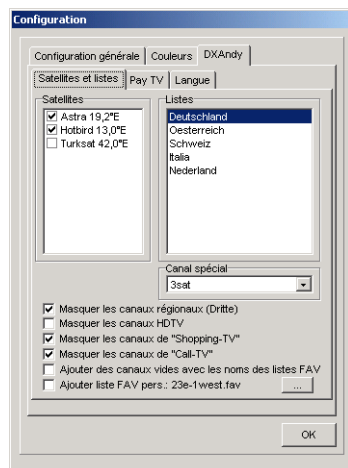 Configuration
Configuration générale Couleurs DXAndy
Satellites et listes Pay TV Langue
Satellites
Astra 19,2°E
Hotbird 13,0°E
Turksat 42,0°E
Listes
Deutschland
Oesterreich
Schweiz
Italia
Nederland
Canal spécial
3sat
Masquer les canaux régionaux (Dritte)
Masquer les canaux HDTV
Masquer les canaux de "Shopping-TV"
Masquer les canaux de "Call-TV"
Ajouter des canaux vides avec les noms des listes FAV
Ajouter liste FAV pers.: 23e-1west.fav ...
OK